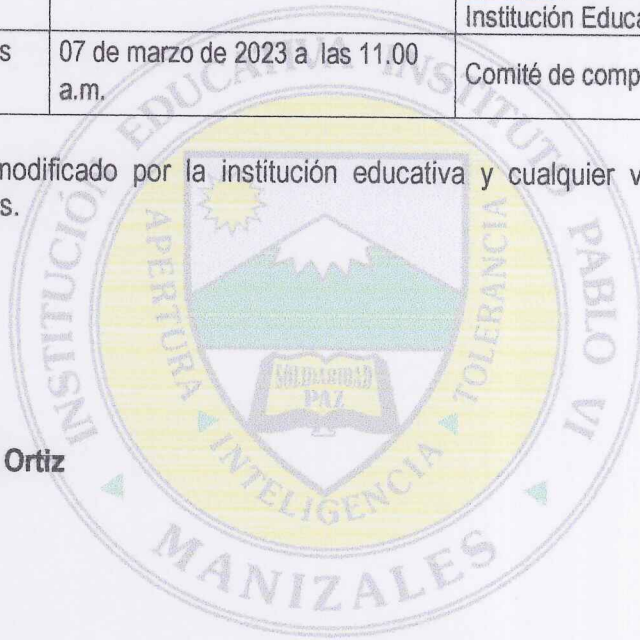 Institución Educa
s 07 de marzo de 2023 a las 11.00
a.m.
Comité de comp
modificado por la institución educativa y cualquier v
s.
Ortiz
INSTITUCIÓN EDUCATIVA INSTITUTO PABLO VI
MANIZALES
APERTURA
INTELIGENCIA
TOLERANCIA
SOLIDARIDAD
PAZ